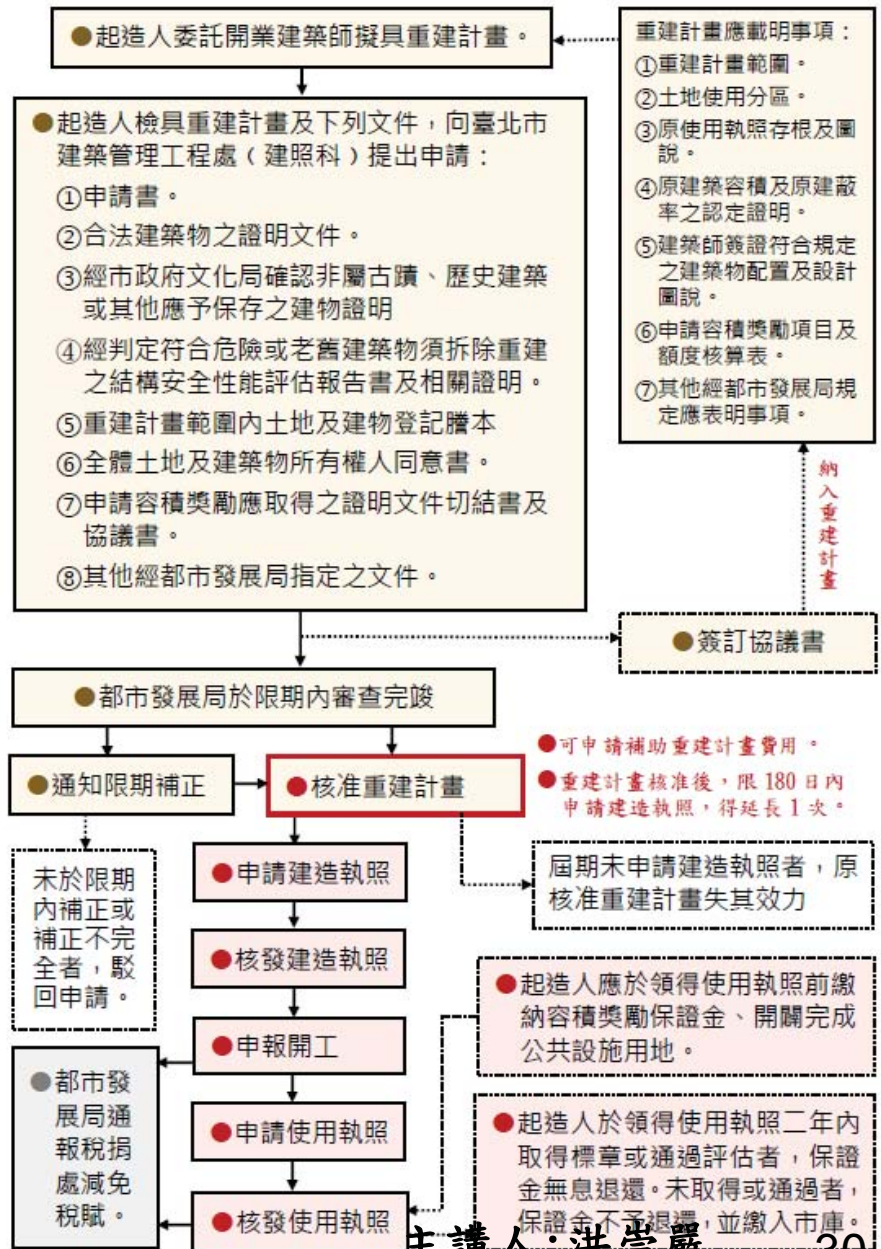 ●起造人委託開業建築師擬具重建計畫。
重建計畫應載明事項：
①重建計畫範圍。
②土地使用分區。
③原使用執照存根及圖
說。
④原建築容積及原建蔽
率之認定證明。
⑤建築師簽證符合規定
之建築物配置及設計
圖說。
⑥申請容積獎勵項目及
額度核算表。
⑦其他經都市發展局規
定應表明事項。
●起造人檢具重建計畫及下列文件，向臺北市
建築管理工程處（建照科）提出申請：
①申請書。
②合法建築物之證明文件。
③經市政府文化局確認非屬古蹟、歷史建築
或其他應予保存之建物證明
④經判定符合危險或老舊建築物須拆除重建
之結構安全性能評估報告書及相關證明。
⑤重建計畫範圍內土地及建物登記謄本
⑥全體土地及建築物所有權人同意書。
⑦申請容積獎勵應取得之證明文件切結書及
協議書。
⑧其他經都市發展局指定之文件。
納入重建計畫
●簽訂協議書
●都市發展局於限期內審查完竣
●通知限期補正
●核准重建計畫
●可申請補助重建計畫費用。
●重建計畫核准後，限 180 日內
申請建造執照，得延長 1 次。
未於限期
內補正或
補正不完
全者，駁
回申請。
●申請建造執照
屆期未申請建造執照者，原
核准重建計畫失其效力
●核發建造執照
●起造人應於領得使用執照前繳
納容積獎勵保證金、開闢完成
公共設施用地。
●申報開工
●都市發
展局通
報稅捐
處減免
稅賦。
●申請使用執照
●起造人於領得使用執照二年內
取得標章或通過評估者，保證
金無息退還。未取得或通過者，
保證金不予退還，並繳入市庫。
●核發使用執照
主講人:洪崇嚴
30